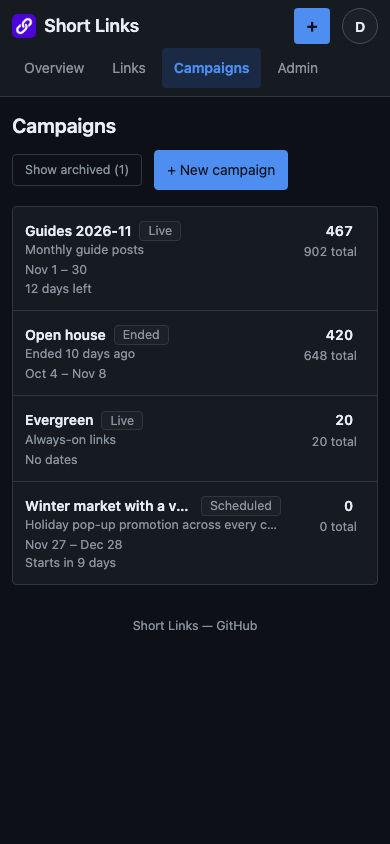 Short Links
+
D
Overview
Links
Campaigns
Admin
Campaigns
Show archived (1)
+ New campaign
Guides 2026-11
Live
467
Monthly guide posts
902 total
Nov 1 – 30
12 days left
Open house
Ended
420
Ended 10 days ago
648 total
Oct 4 – Nov 8
Evergreen
Live
20
Always-on links
20 total
No dates
Winter market with a v...
Scheduled
0
Holiday pop-up promotion across every c...
0 total
Nov 27 – Dec 28
Starts in 9 days
Short Links — GitHub